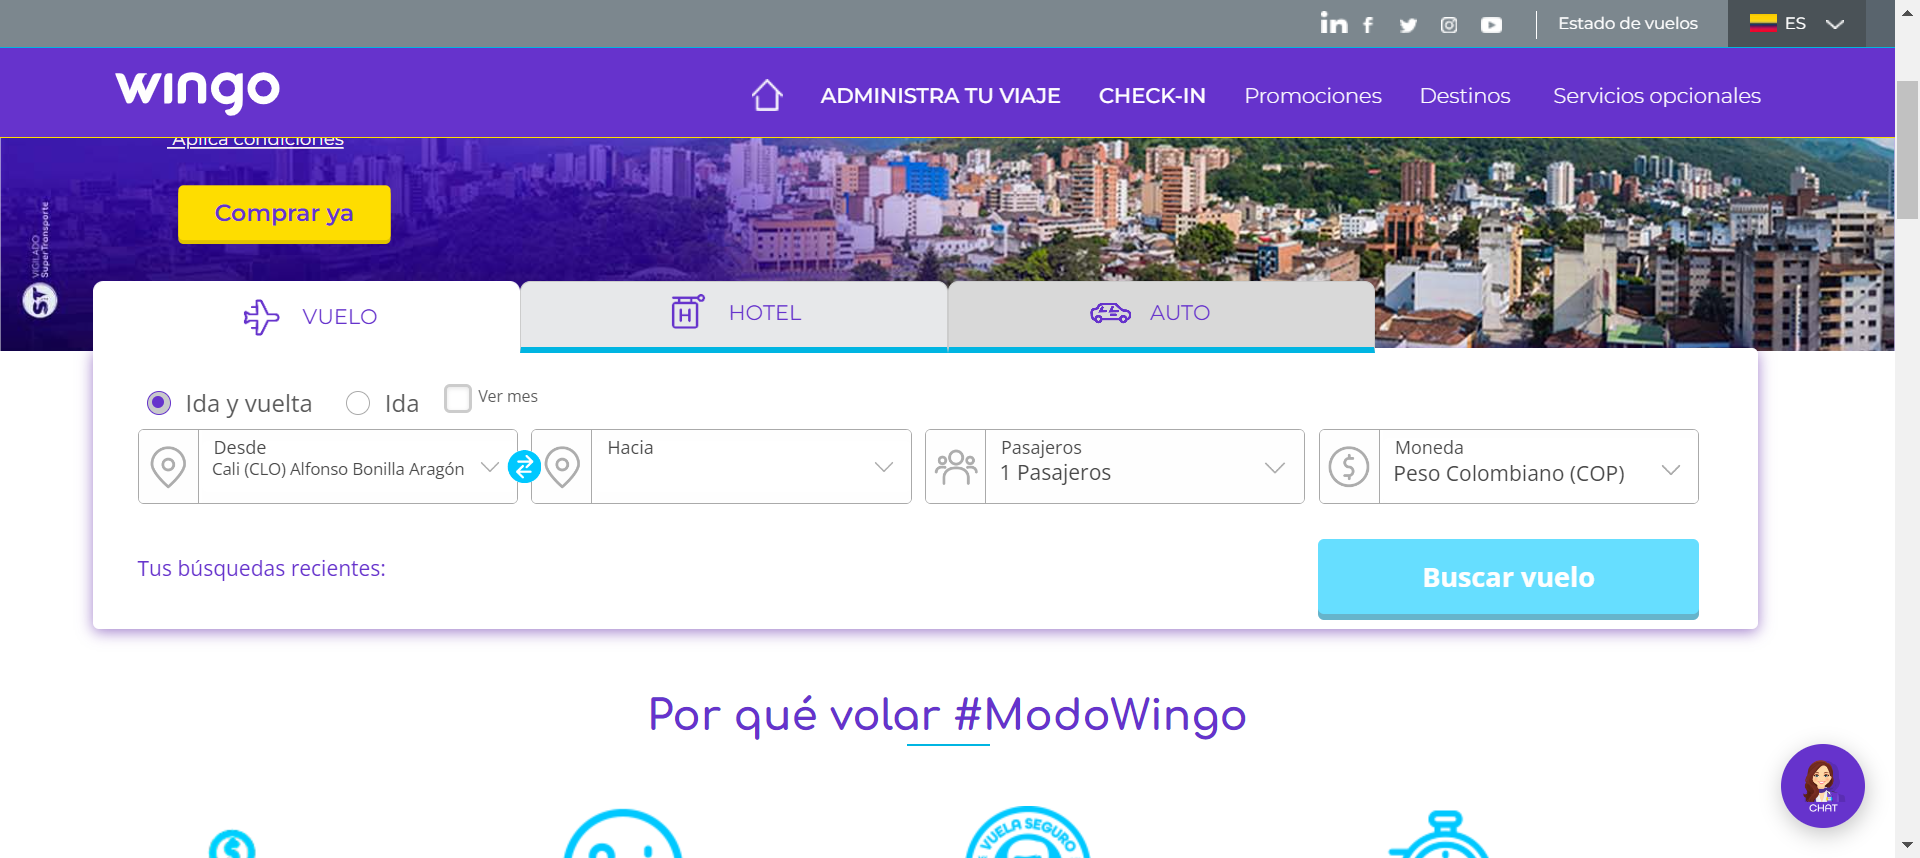 Estado de vuelos
ES
wingo
ADMINISTRA TU VIAJE
CHECK-IN
Promociones
Destinos
Servicios opcionales
Aplica condiciones
Comprar ya
VIGILADO
SuperTransporte
ST
VUELO
HOTEL
AUTO
Ida y vuelta
Ida
Ver mes
Desde
Cali (CLO) Alfonso Bonilla Aragón
Hacia
Pasajeros
1 Pasajeros
Moneda
Peso Colombiano (COP)
Tus búsquedas recientes:
Buscar vuelo
Por qué volar #ModoWingo
CHAT
VUELA SEGURO